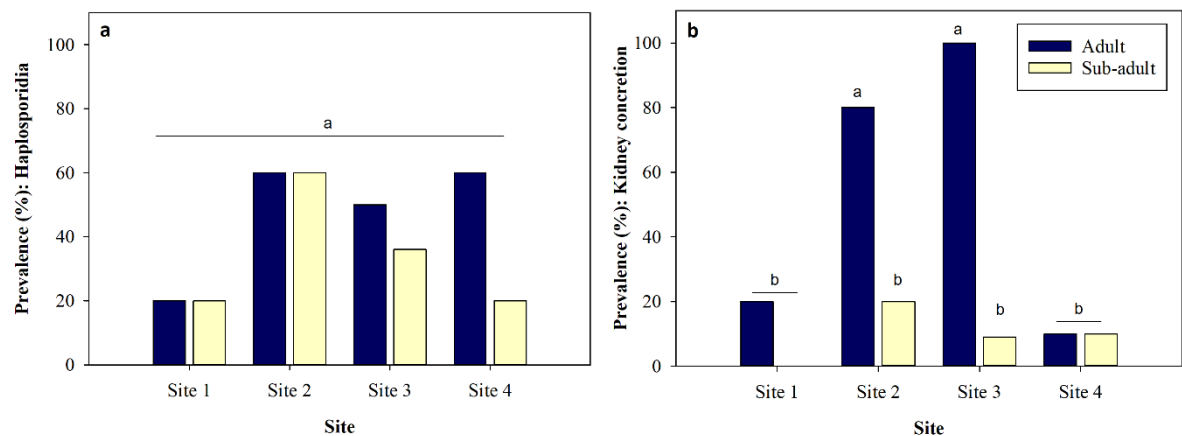 a
Prevalence (%): Haplosporidia
100
80
60
40
20
0
a
Site 1 Site 2 Site 3 Site 4
Site
b
Prevalence (%): Kidney concretion
100
80
60
40
20
0
Adult
Sub-adult
b
a
b
a
b
b
Site 1 Site 2 Site 3 Site 4
Site